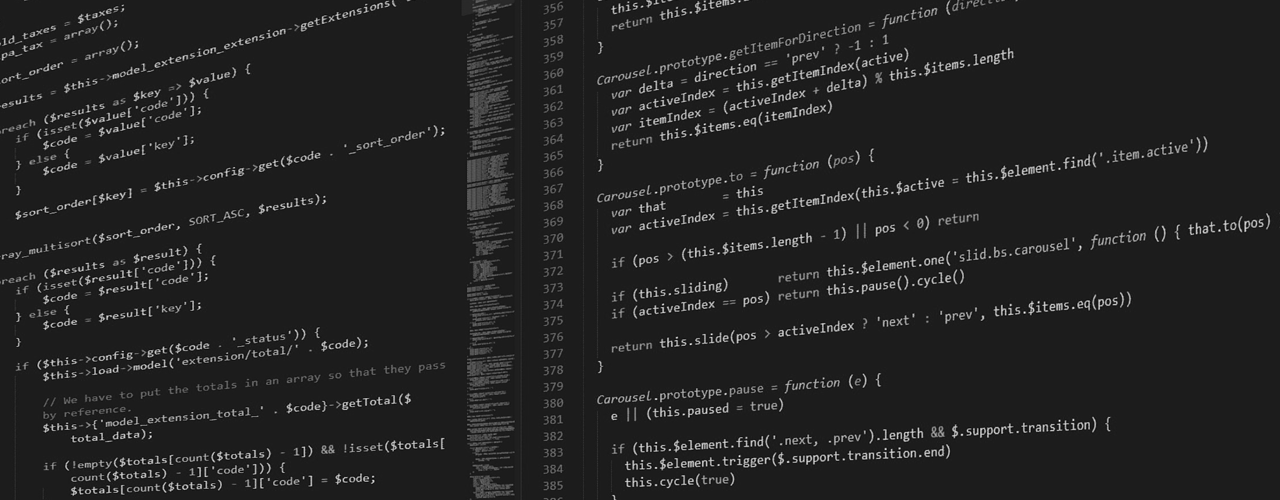 old_taxes = $taxes;
pa_tax = array();
sort_order = array();
results = $this->model_extension_extension->getExtensions('
foreach ($results as $key => $value) {
if (isset($value['code'])) {
$code = $value['code'];
} else {
$code = $value['key'];
}
$sort_order[$key] = $this->config->get($code . '_sort_order');
ray_multisort($sort_order, SORT_ASC, $results);
reach ($results as $result) {
if (isset($result['code'])) {
$code = $result['code'];
} else {
$code = $result['key'];
}
if ($this->config->get($code . '_status')) {
$this->load->model('extension/total/' . $code);
// We have to put the totals in an array so that they pass
by reference.
$this->{'model_extension_total_' . $code}->getTotal($
total_data);
if (!empty($totals[count($totals) - 1]) && !isset($totals[
count($totals) - 1]['code'])) {
$totals[count($totals) - 1]['code'] = $code;
356
357 return this.$items.
358 }
359
360 Carousel.prototype.getItemForDirection = function (direc
361 var delta = direction == 'prev' ? -1 : 1
362 var activeIndex = this.getItemIndex(active)
363 var itemIndex = (activeIndex + delta) % this.$items.length
364 return this.$items.eq(itemIndex)
365 }
366
367 Carousel.prototype.to = function (pos) {
368 var that = this
369 var activeIndex = this.getItemIndex(this.$active = this.$element.find('.item.active'))
370
371 if (pos > (this.$items.length - 1) || pos < 0) return
372
373 if (this.sliding) return this.$element.one('slid.bs.carousel', function () { that.to(pos)
374 if (activeIndex == pos) return this.pause().cycle()
375
376 return this.slide(pos > activeIndex ? 'next' : 'prev', this.$items.eq(pos))
377 }
378
379 Carousel.prototype.pause = function (e) {
380 e || (this.paused = true)
381
382 if (this.$element.find('.next, .prev').length && $.support.transition) {
383 this.$element.trigger($.support.transition.end)
384 this.cycle(true)
385 }